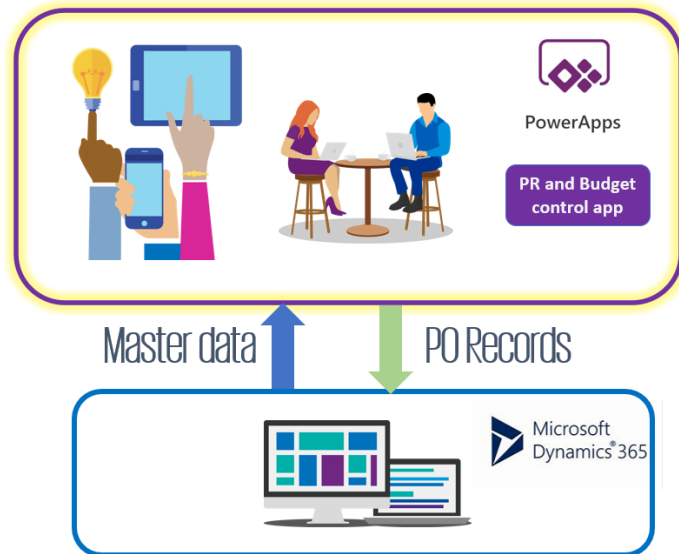 PowerApps
PR and Budget
control app
Master data
PO Records
Microsoft
Dynamics® 365